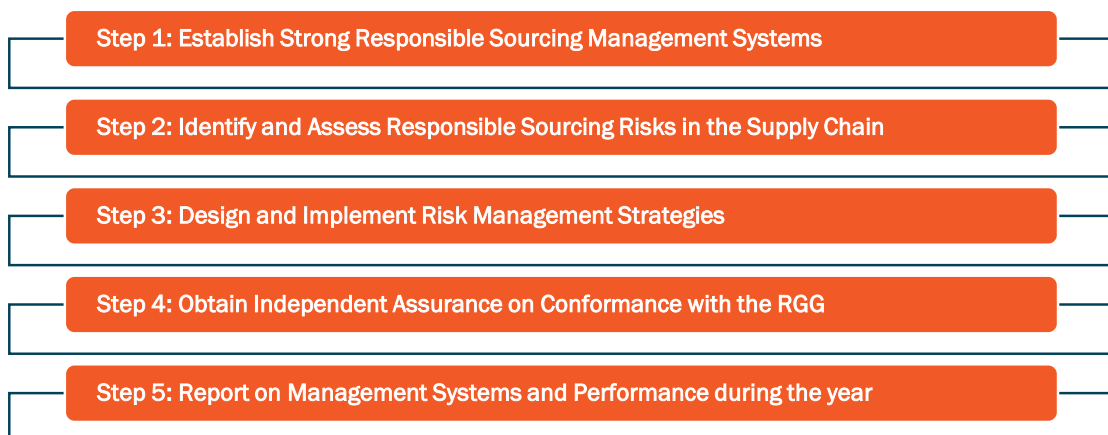 Step 1: Establish Strong Responsible Sourcing Management Systems
Step 2: Identify and Assess Responsible Sourcing Risks in the Supply Chain
Step 3: Design and Implement Risk Management Strategies
Step 4: Obtain Independent Assurance on Conformance with the RGG
Step 5: Report on Management Systems and Performance during the year